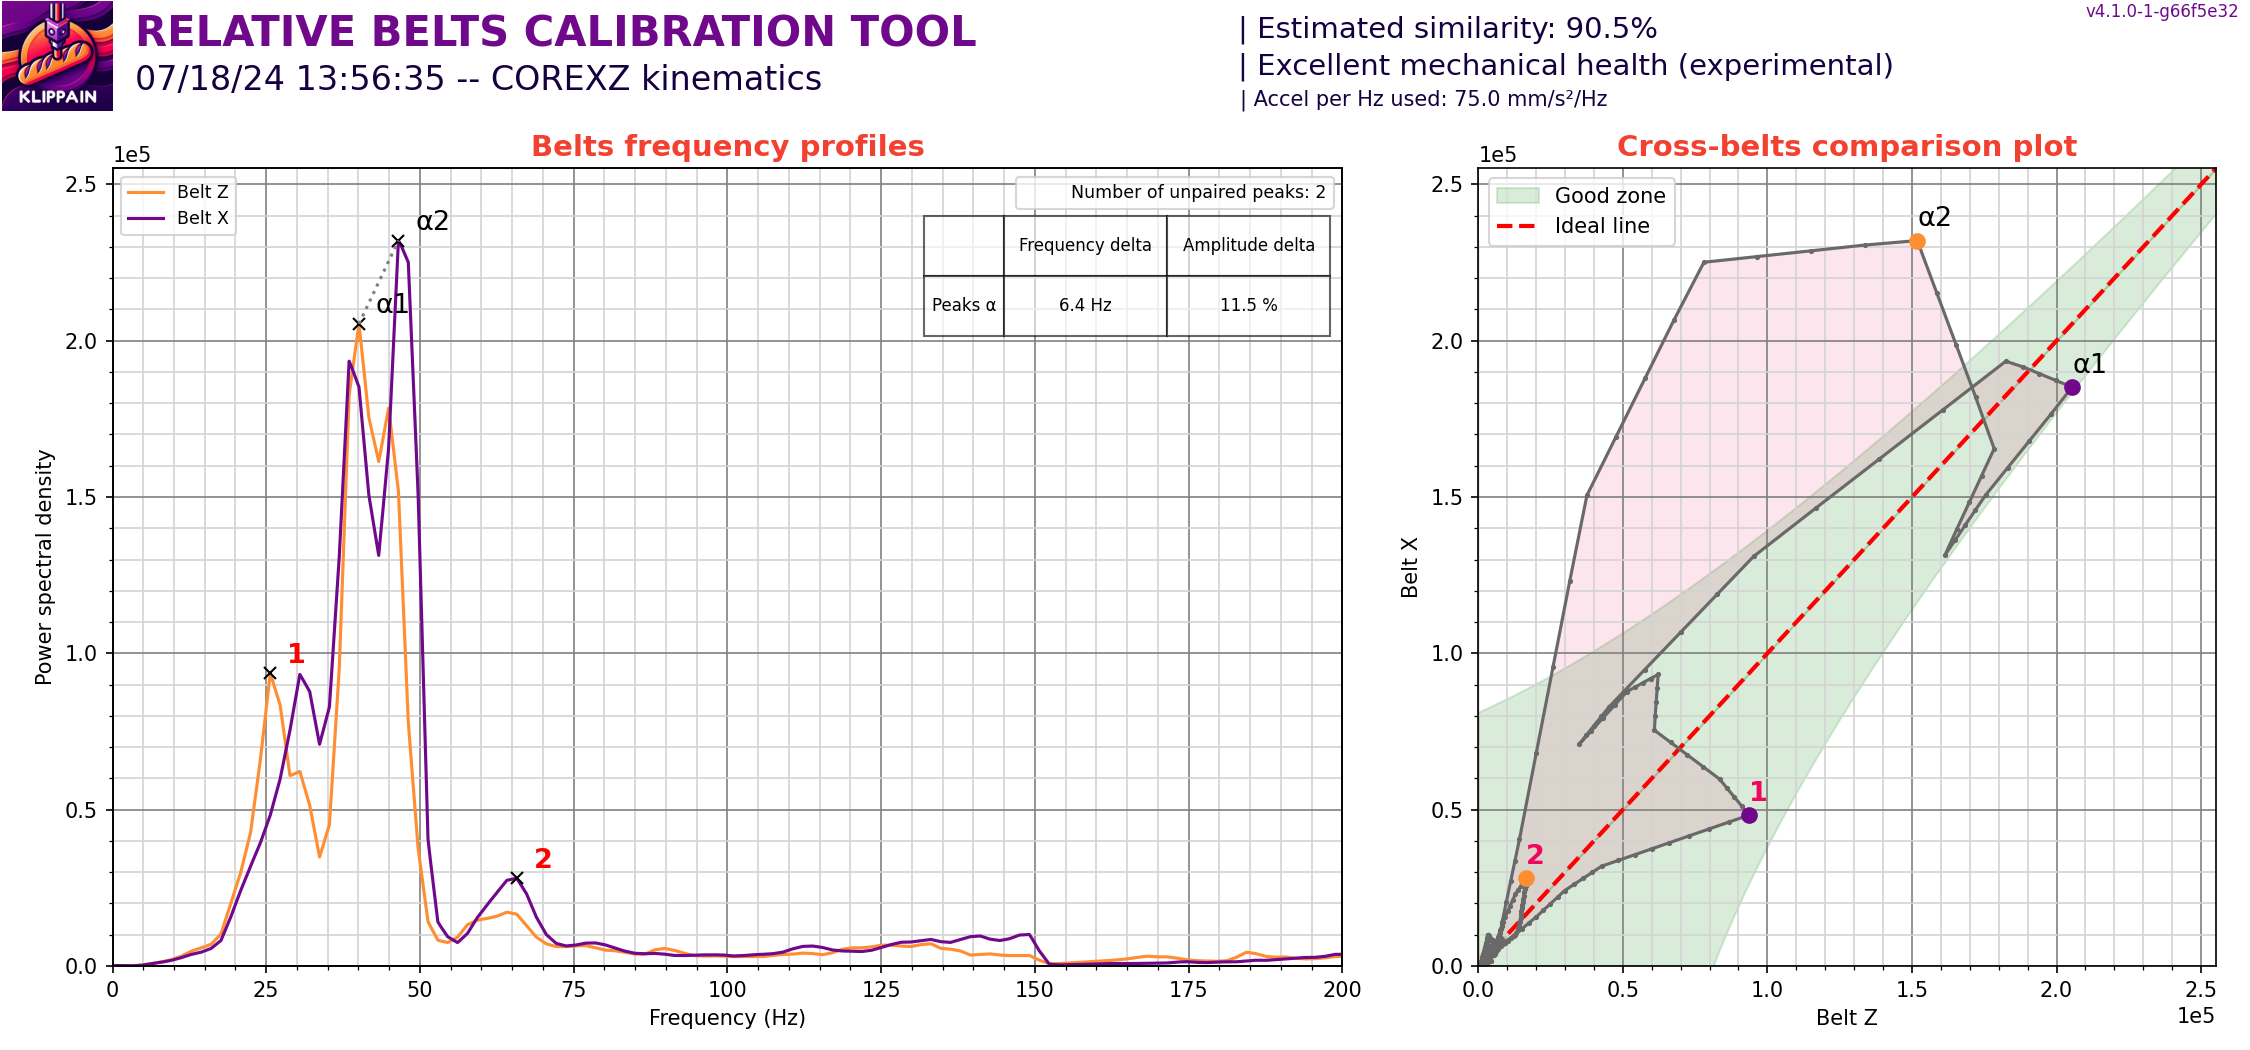 KLIPPAIN
RELATIVE BELTS CALIBRATION TOOL
07/18/24 13:56:35 -- COREXZ kinematics
| Estimated similarity: 90.5%
| Excellent mechanical health (experimental)
| Accel per Hz used: 75.0 mm/s²/Hz
v4.1.0-1-g66f5e32
Belts frequency profiles
1e5
Belt Z
Belt X
Number of unpaired peaks: 2
Frequency delta Amplitude delta
Peaks α 6.4 Hz 11.5 %
α2
α1
1
2
2.5
2.0
1.5
1.0
0.5
0.0
Power spectral density
0 25 50 75 100 125 150 175 200
Frequency (Hz)
Cross-belts comparison plot
1e5
Good zone
Ideal line
α2
α1
1
2
2.5
2.0
1.5
1.0
0.5
0.0
Belt X
0.0 0.5 1.0 1.5 2.0 2.5
Belt Z
1e5